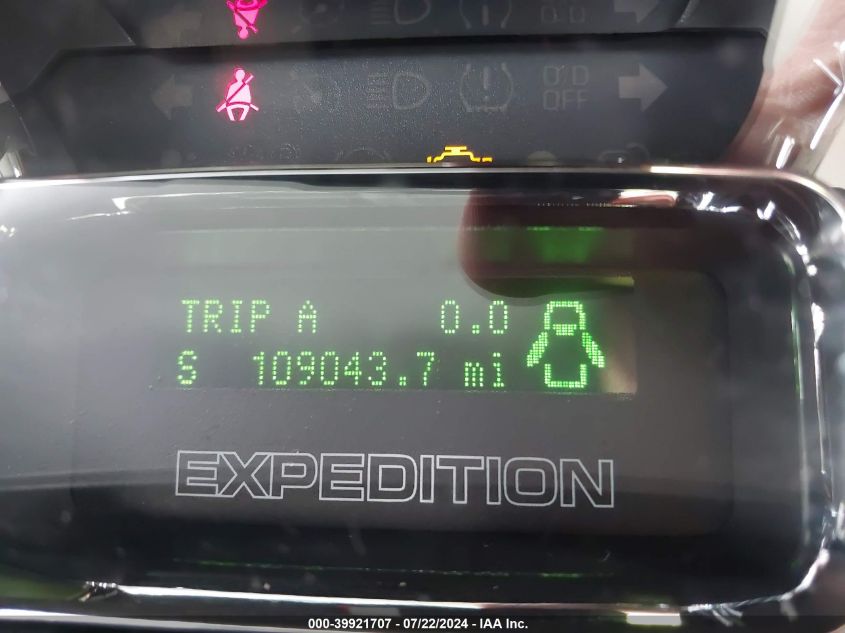 O/D
O/D
OFF
TRIP A 0.0
S 109043.7 mi
EXPEDITION
000-39921707 - 07/22/2024 - IAA Inc.